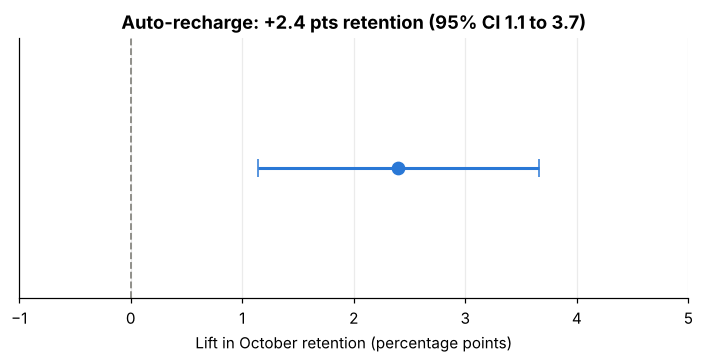 Auto-recharge: +2.4 pts retention (95% CI 1.1 to 3.7)
−1 0 1 2 3 4 5
Lift in October retention (percentage points)